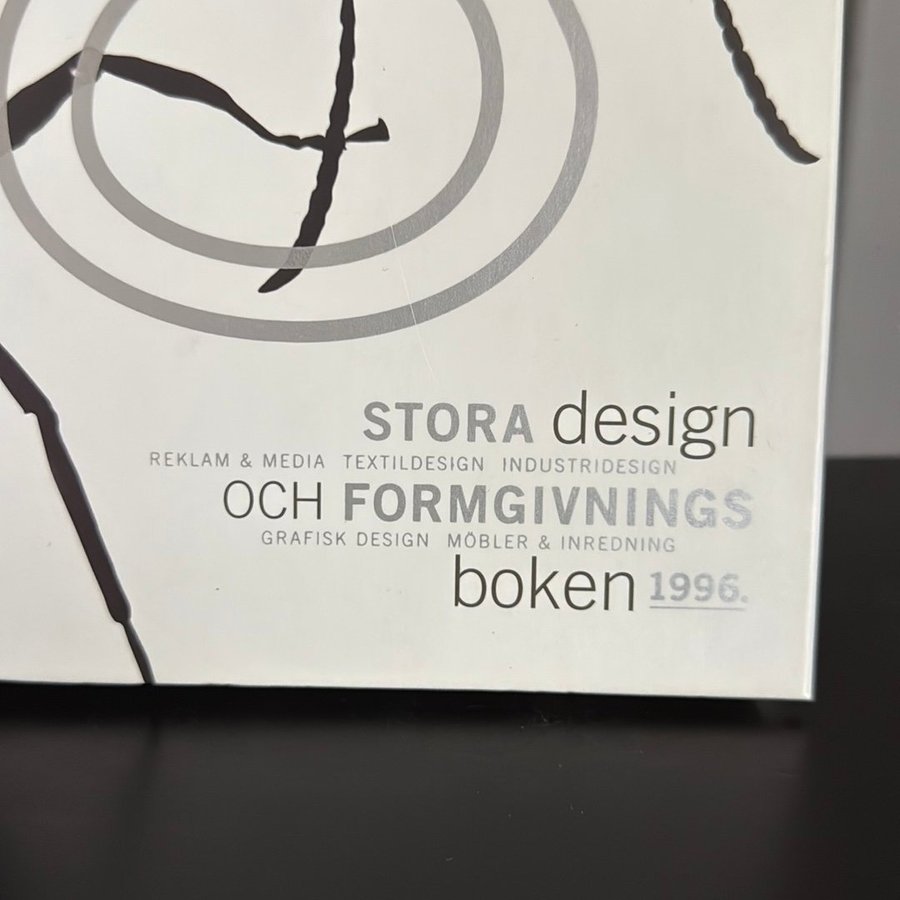 STORA design
REKLAM & MEDIA TEXTILDESIGN INDUSTRIDESIGN
OCH FORMGIVNINGS
GRAFISK DESIGN MÖBLER & INREDNING
boken 1996.